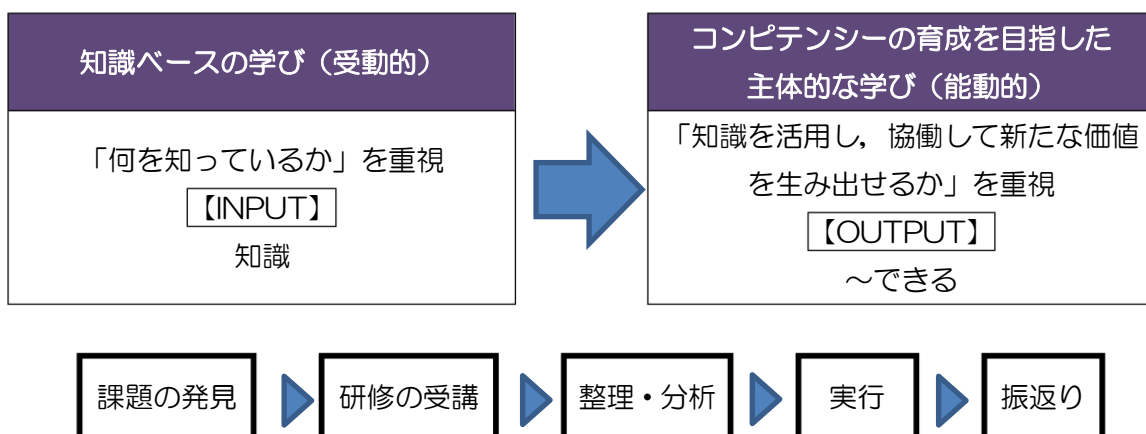 知識ベースの学び（受動的）
「何を知っているか」を重視
【INPUT】
知識
コンピテンシーの育成を目指した
主体的な学び（能動的）
「知識を活用し，協働して新たな価値
を生み出せるか」を重視
【OUTPUT】
～できる
課題の発見
研修の受講
整理・分析
実行
振返り